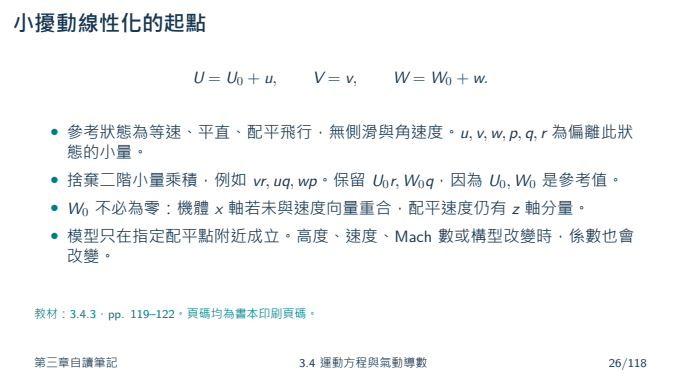 小擾動線性化的起點
U = U₀ + u,  V = v,  W = W₀ + w.
• 參考狀態為等速、平直、配平飛行，無側滑與角速度。u, v, w, p, q, r 為偏離此狀
態的小量。
• 捨棄二階小量乘積，例如 vr, uq, wp。保留 U₀r, W₀q，因為 U₀, W₀ 是參考值。
• W₀ 不必為零：機體 x 軸若未與速度向量重合，配平速度仍有 z 軸分量。
• 模型只在指定配平點附近成立。高度、速度、Mach 數或構型改變時，係數也會
改變。
教材：3.4.3，pp. 119–122。頁碼均為書本印刷頁碼。
第三章自讀筆記 3.4 運動方程與氣動導數 26/118